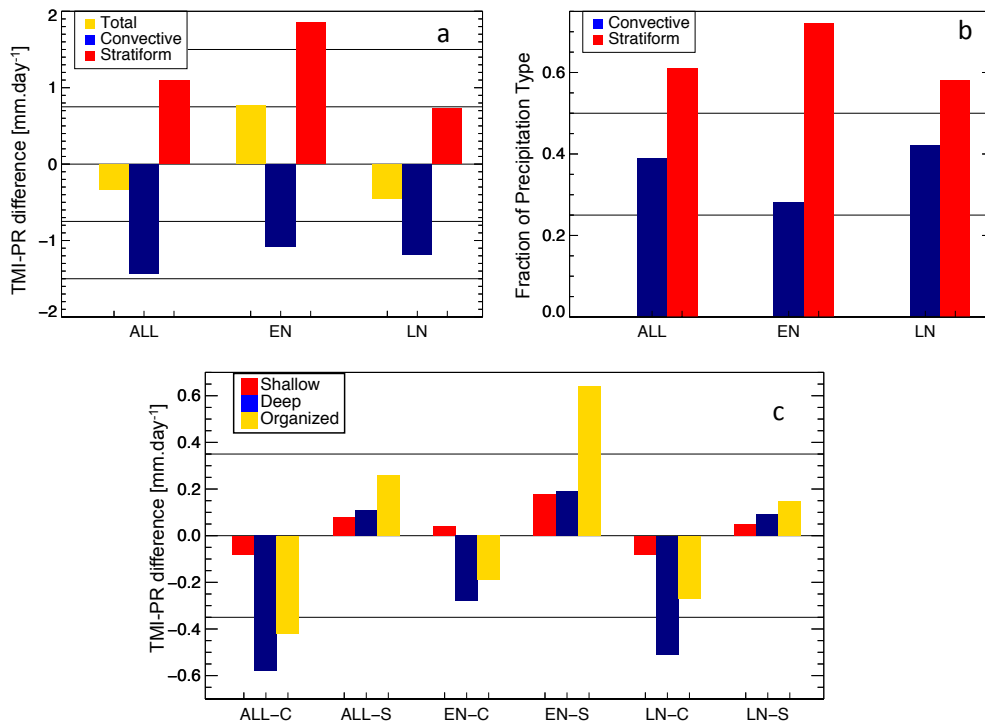 Total
Convective
Stratiform
a
TMI-PR difference [mm.day⁻¹]
2
1
0
−1
−2
ALL
EN
LN
Convective
Stratiform
b
Fraction of Precipitation Type
0.6
0.4
0.2
0.0
ALL
EN
LN
Shallow
Deep
Organized
c
TMI-PR difference [mm.day⁻¹]
0.6
0.4
0.2
0.0
−0.2
−0.4
−0.6
ALL−C
ALL−S
EN−C
EN−S
LN−C
LN−S